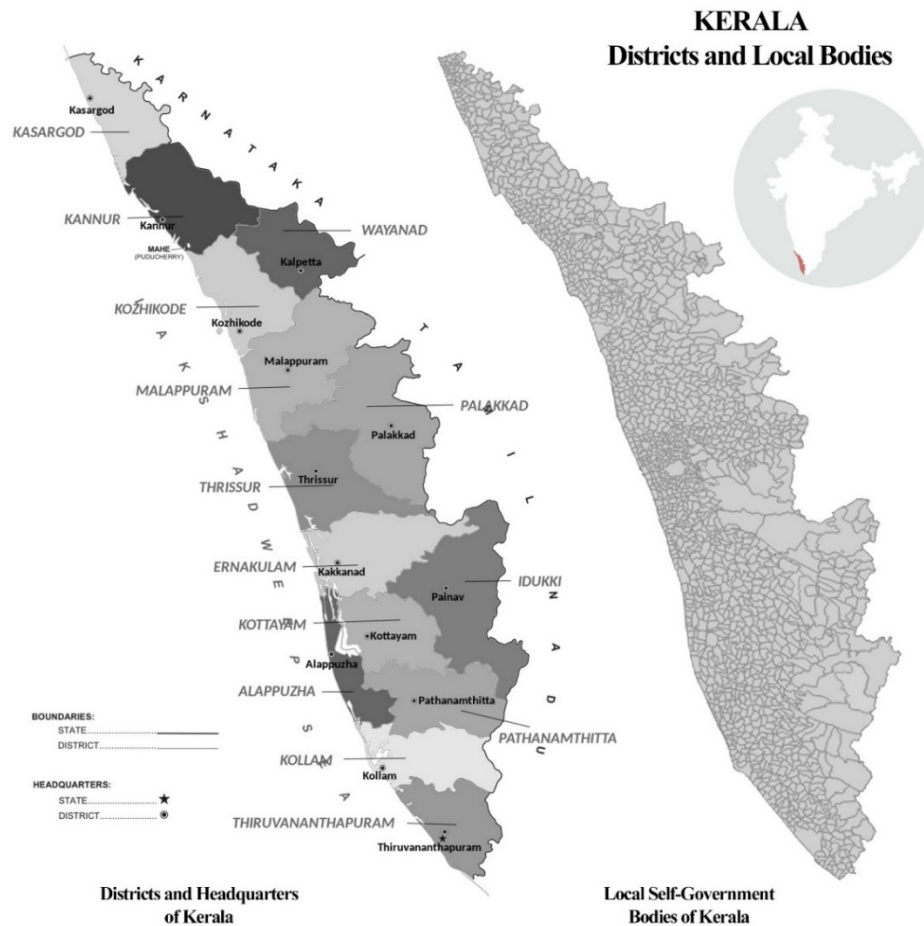 KERALA
Districts and Local Bodies
KARNATAKA
Kasargod
KASARGOD
KANNUR
Kannur
WAYANAD
MAHE
(PUDUCHERRY)
Kalpetta
KOZHIKODE
Kozhikode
TAMIL NADU
LAKSHADWEEP SEA
Malappuram
MALAPPURAM
PALAKKAD
Palakkad
Thrissur
THRISSUR
ERNAKULAM
Kakkanad
IDUKKI
Painav
KOTTAYAM
Kottayam
Alappuzha
ALAPPUZHA
Pathanamthitta
PATHANAMTHITTA
BOUNDARIES:
STATE
DISTRICT
KOLLAM
Kollam
HEADQUARTERS:
STATE
DISTRICT
THIRUVANANTHAPURAM
Thiruvananthapuram
Districts and Headquarters
of Kerala
Local Self-Government
Bodies of Kerala